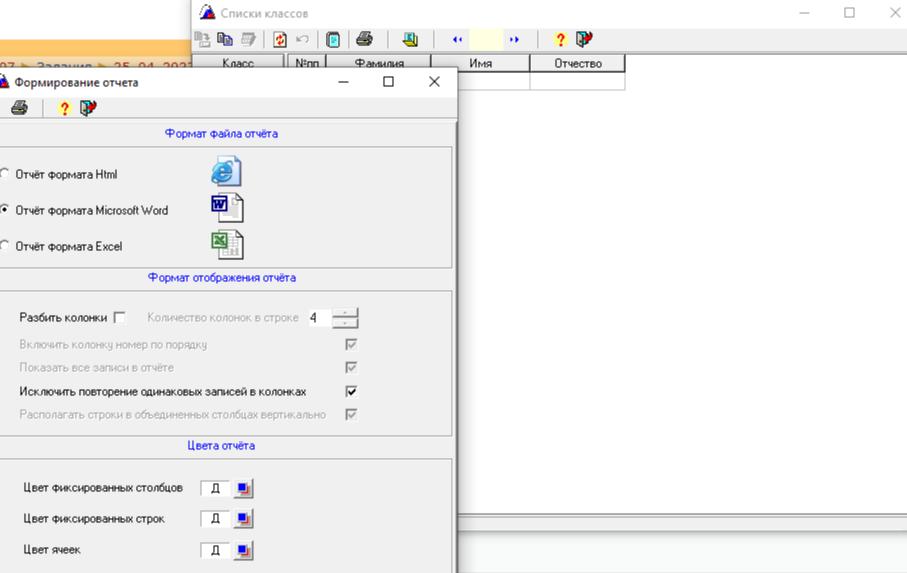 Списки классов
07 Задания 25 04 2023
Класс №пп Фамилия Имя Отчество
Формирование отчета
Формат файла отчёта
Отчёт формата Html
Отчёт формата Microsoft Word
Отчёт формата Excel
Формат отображения отчёта
Разбить колонки Количество колонок в строке 4
Включить колонку номер по порядку
Показать все записи в отчёте
Исключить повторение одинаковых записей в колонках
Располагать строки в объединенных столбцах вертикально
Цвета отчёта
Цвет фиксированных столбцов Д
Цвет фиксированных строк Д
Цвет ячеек Д